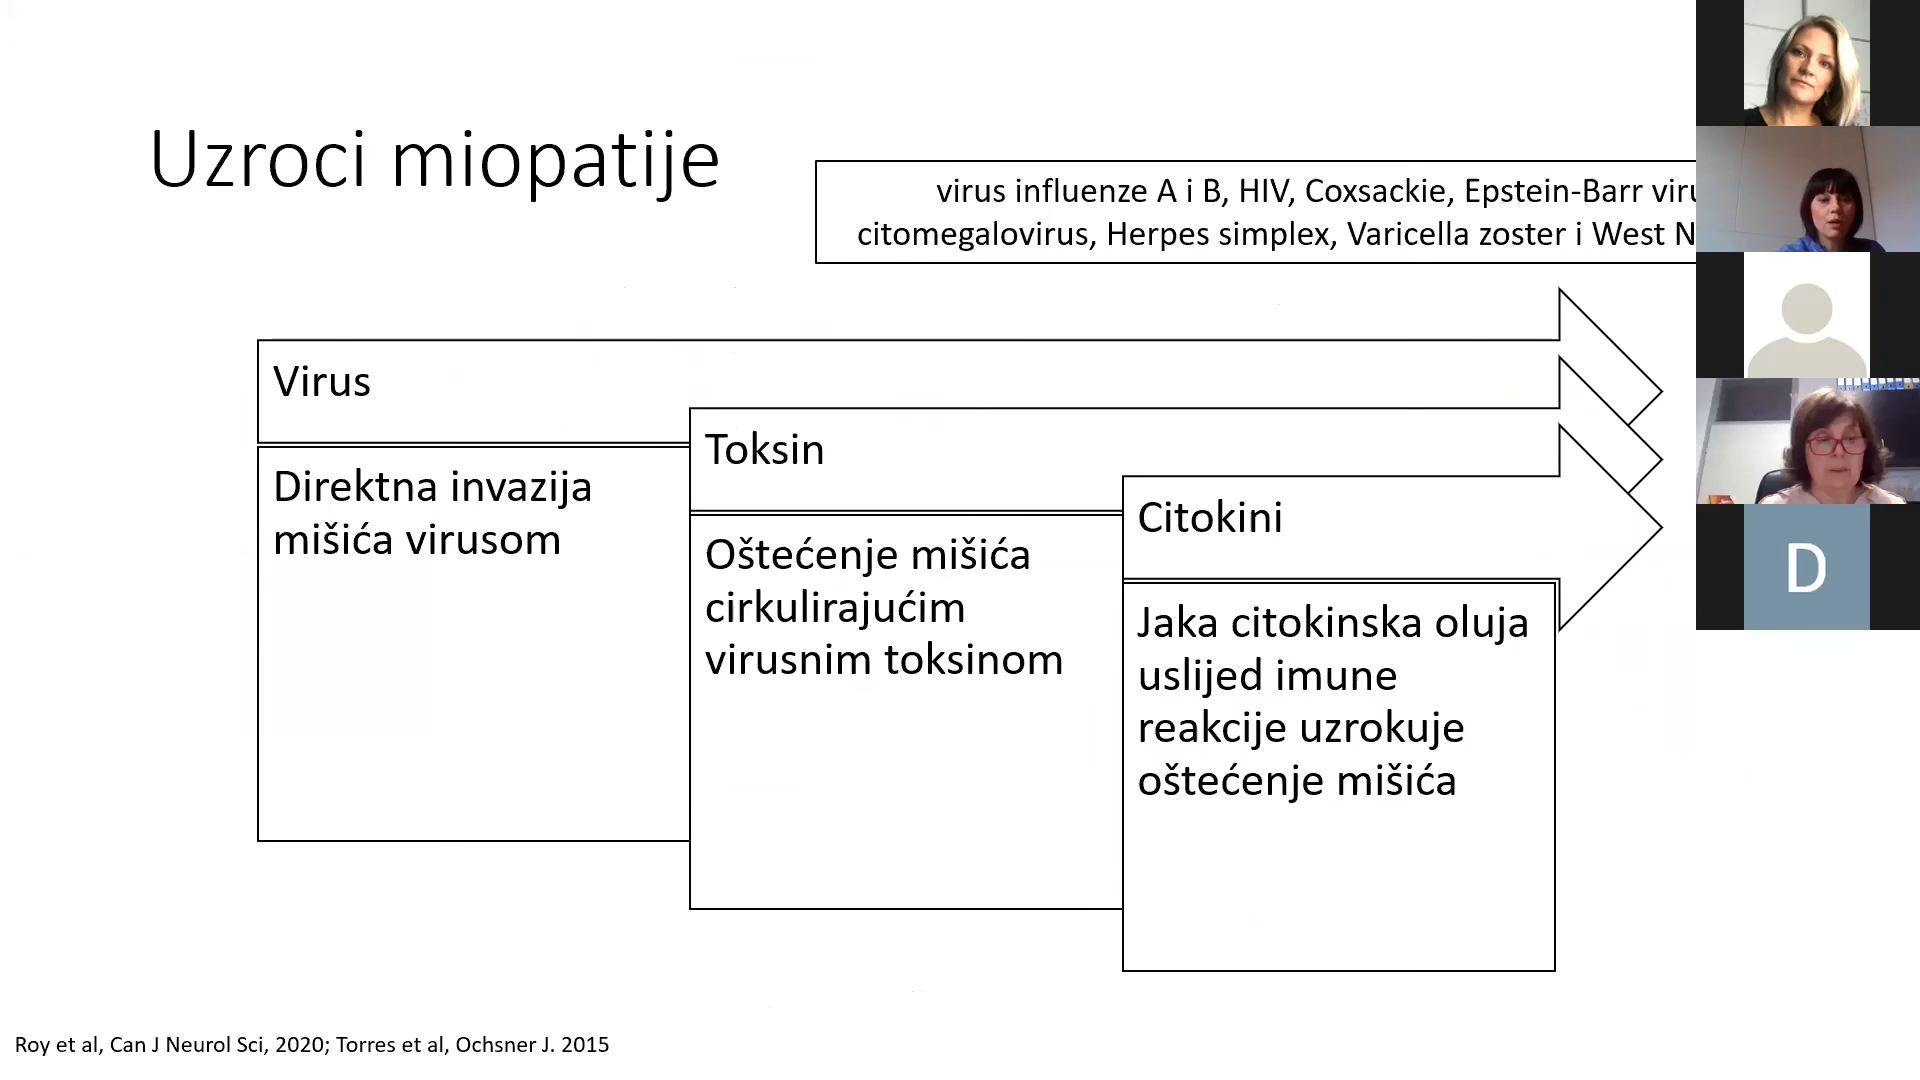 Uzroci miopatije
virus influenze A i B, HIV, Coxsackie, Epstein-Barr
citomegalovirus, Herpes simplex, Varicella zoster i West
Virus
Direktna invazija
mišića virusom
Toksin
Oštećenje mišića
cirkulirajućim
virusnim toksinom
Citokini
Jaka citokinska oluja
uslijed imune
reakcije uzrokuje
oštećenje mišića
D
Roy et al, Can J Neurol Sci, 2020; Torres et al, Ochsner J. 2015